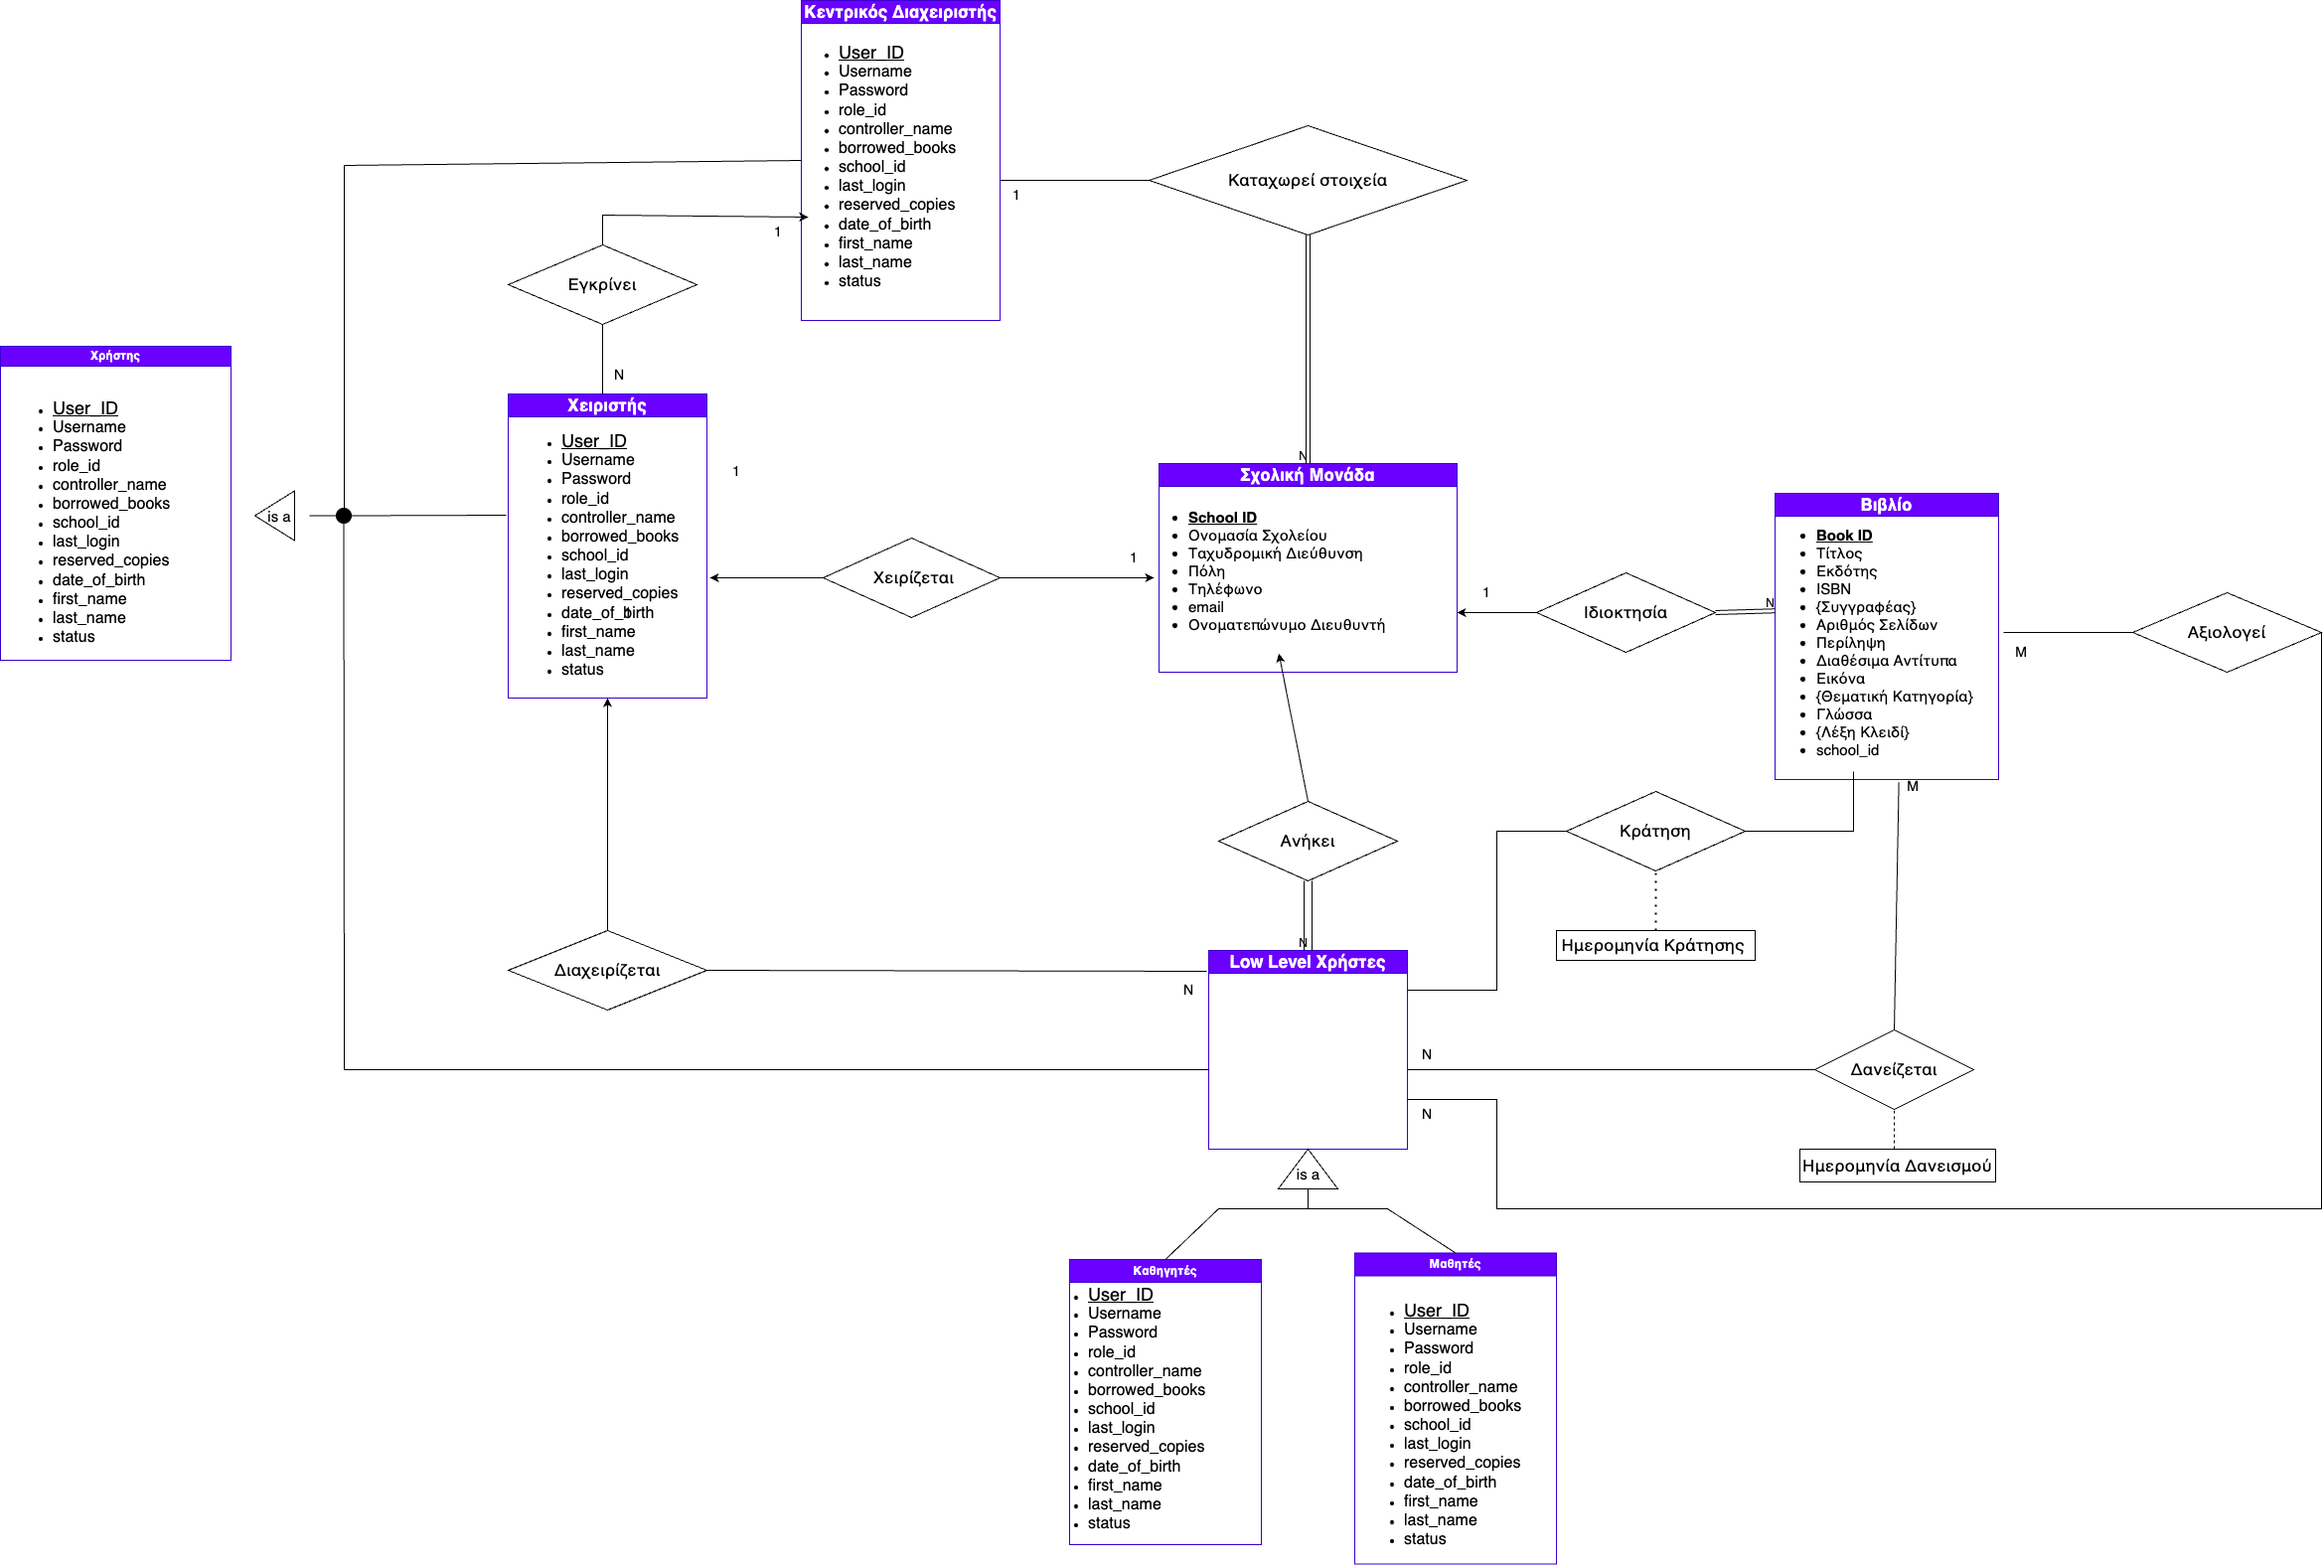 Κεντρικός Διαχειριστής
User_ID
Username
Password
role_id
controller_name
borrowed_books
school_id
last_login
reserved_copies
date_of_birth
first_name
last_name
status
Καταχωρεί στοιχεία
1
1
Εγκρίνει
N
Χρήστης
User_ID
Username
Password
role_id
controller_name
borrowed_books
school_id
last_login
reserved_copies
date_of_birth
first_name
last_name
status
is a
Χειριστής
User_ID
Username
Password
role_id
controller_name
borrowed_books
school_id
last_login
reserved_copies
date_of_birth
first_name
last_name
status
1
1
Χειρίζεται
1
N
Σχολική Μονάδα
School ID
Ονομασία Σχολείου
Ταχυδρομική Διεύθυνση
Πόλη
Τηλέφωνο
email
Ονοματεπώνυμο Διευθυντή
1
Ιδιοκτησία
N
Βιβλίο
Book ID
Τίτλος
Εκδότης
ISBN
{Συγγραφέας}
Αριθμός Σελίδων
Περίληψη
Διαθέσιμα Αντίτυπα
Εικόνα
{Θεματική Κατηγορία}
Γλώσσα
{Λέξη Κλειδί}
school_id
M
Αξιολογεί
M
Κράτηση
Ημερομηνία Κράτησης
Ανήκει
N
Διαχειρίζεται
N
Low Level Χρήστες
N
Δανείζεται
N
Ημερομηνία Δανεισμού
is a
Καθηγητές
User_ID
Username
Password
role_id
controller_name
borrowed_books
school_id
last_login
reserved_copies
date_of_birth
first_name
last_name
status
Μαθητές
User_ID
Username
Password
role_id
controller_name
borrowed_books
school_id
last_login
reserved_copies
date_of_birth
first_name
last_name
status